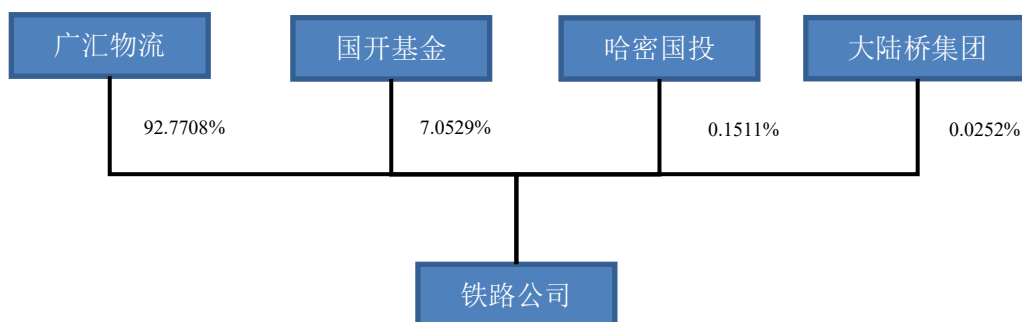 广汇物流
国开基金
哈密国投
大陆桥集团
92.7708%
7.0529%
0.1511%
0.0252%
铁路公司